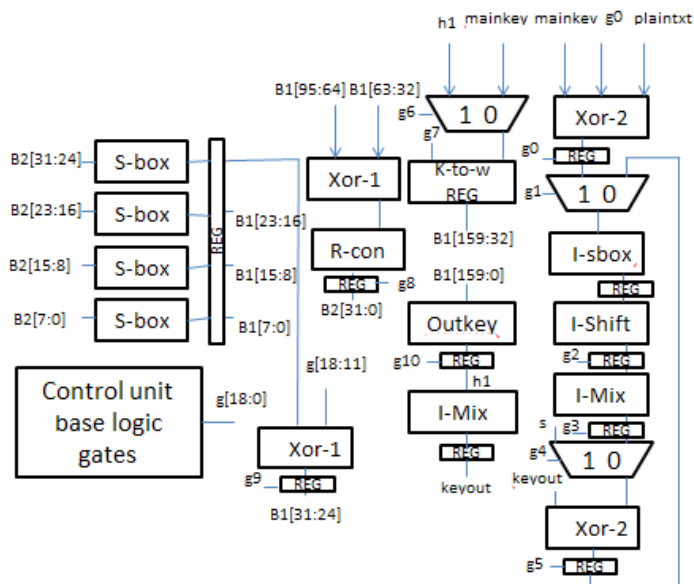 h1 mainkey mainkev g0 plaintxt
B1[95:64] B1[63:32]
g6 1 0
g7
Xor-2
g0 REG
S-box
B2[31:24]
Xor-1
K-to-w
REG
g1 1 0
S-box
B2[23:16]
B1[23:16]
REG
R-con
B1[159:32]
I-sbox
S-box
B2[15:8]
B1[15:8]
REG g8
B1[159:0]
REG
B2[31:0]
S-box
B2[7:0]
B1[7:0]
Outkey
I-Shift
g10 REG
g2 REG
g[18:11]
h1
Control unit
base logic
gates
g[18:0]
I-Mix
I-Mix
s g3 REG
Xor-1
REG
g4 1 0
g9 REG
keyout
keyout
B1[31:24]
Xor-2
g5 REG